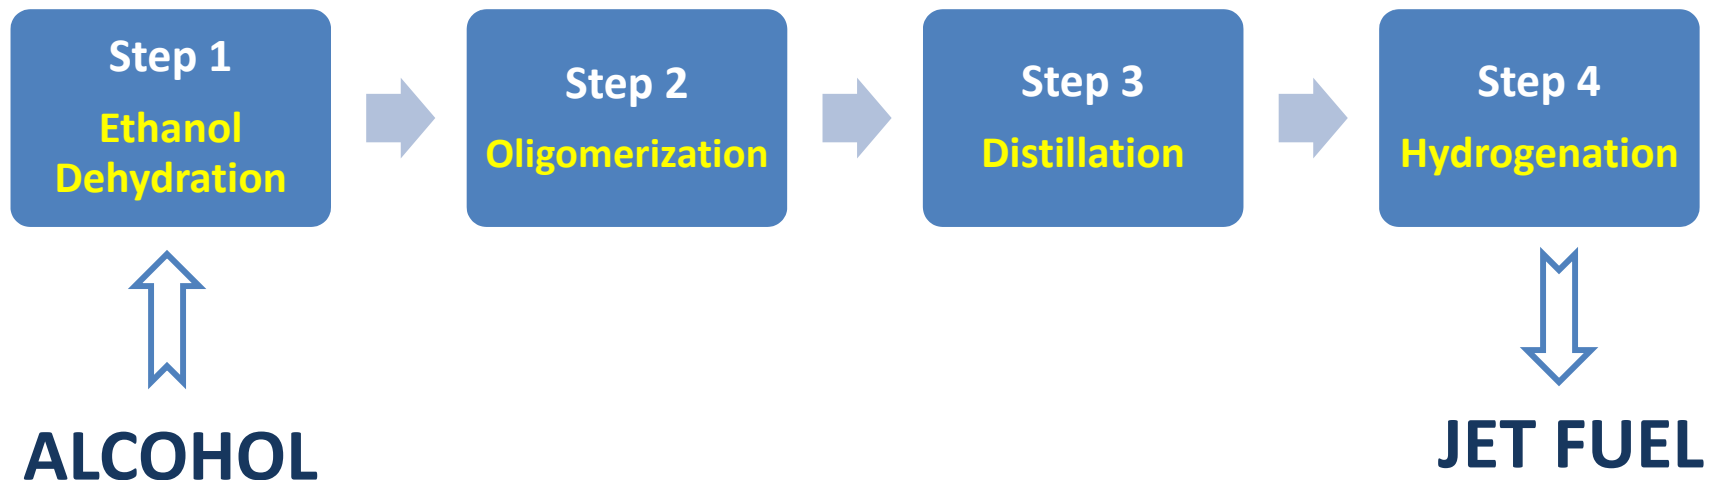 Step 1
Ethanol
Dehydration
Step 2
Oligomerization
Step 3
Distillation
Step 4
Hydrogenation
ALCOHOL
JET FUEL